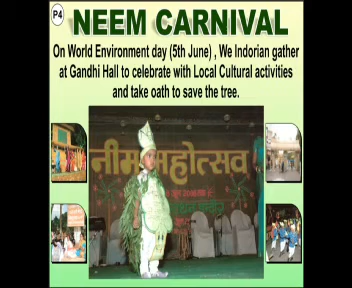 P4
NEEM CARNIVAL
On World Environment day (5th June) , We Indorian gather
at Gandhi Hall to celebrate with Local Cultural activities
and take oath to save the tree.
नीम महोत्सव